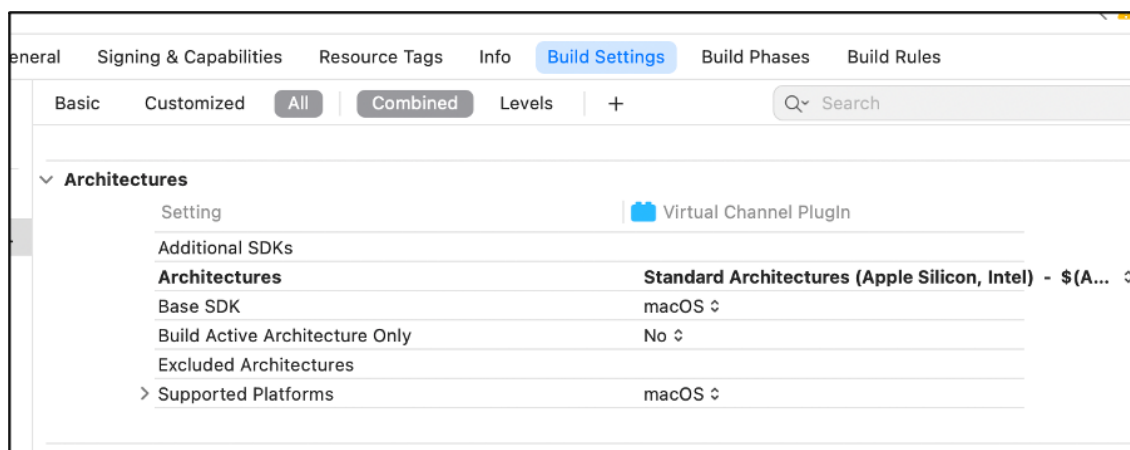 eneral Signing & Capabilities Resource Tags Info Build Settings Build Phases Build Rules
Basic Customized All Combined Levels + Search
Architectures
Setting Virtual Channel PlugIn
Additional SDKs
Architectures Standard Architectures (Apple Silicon, Intel) - $(A...
Base SDK macOS
Build Active Architecture Only No
Excluded Architectures
Supported Platforms macOS